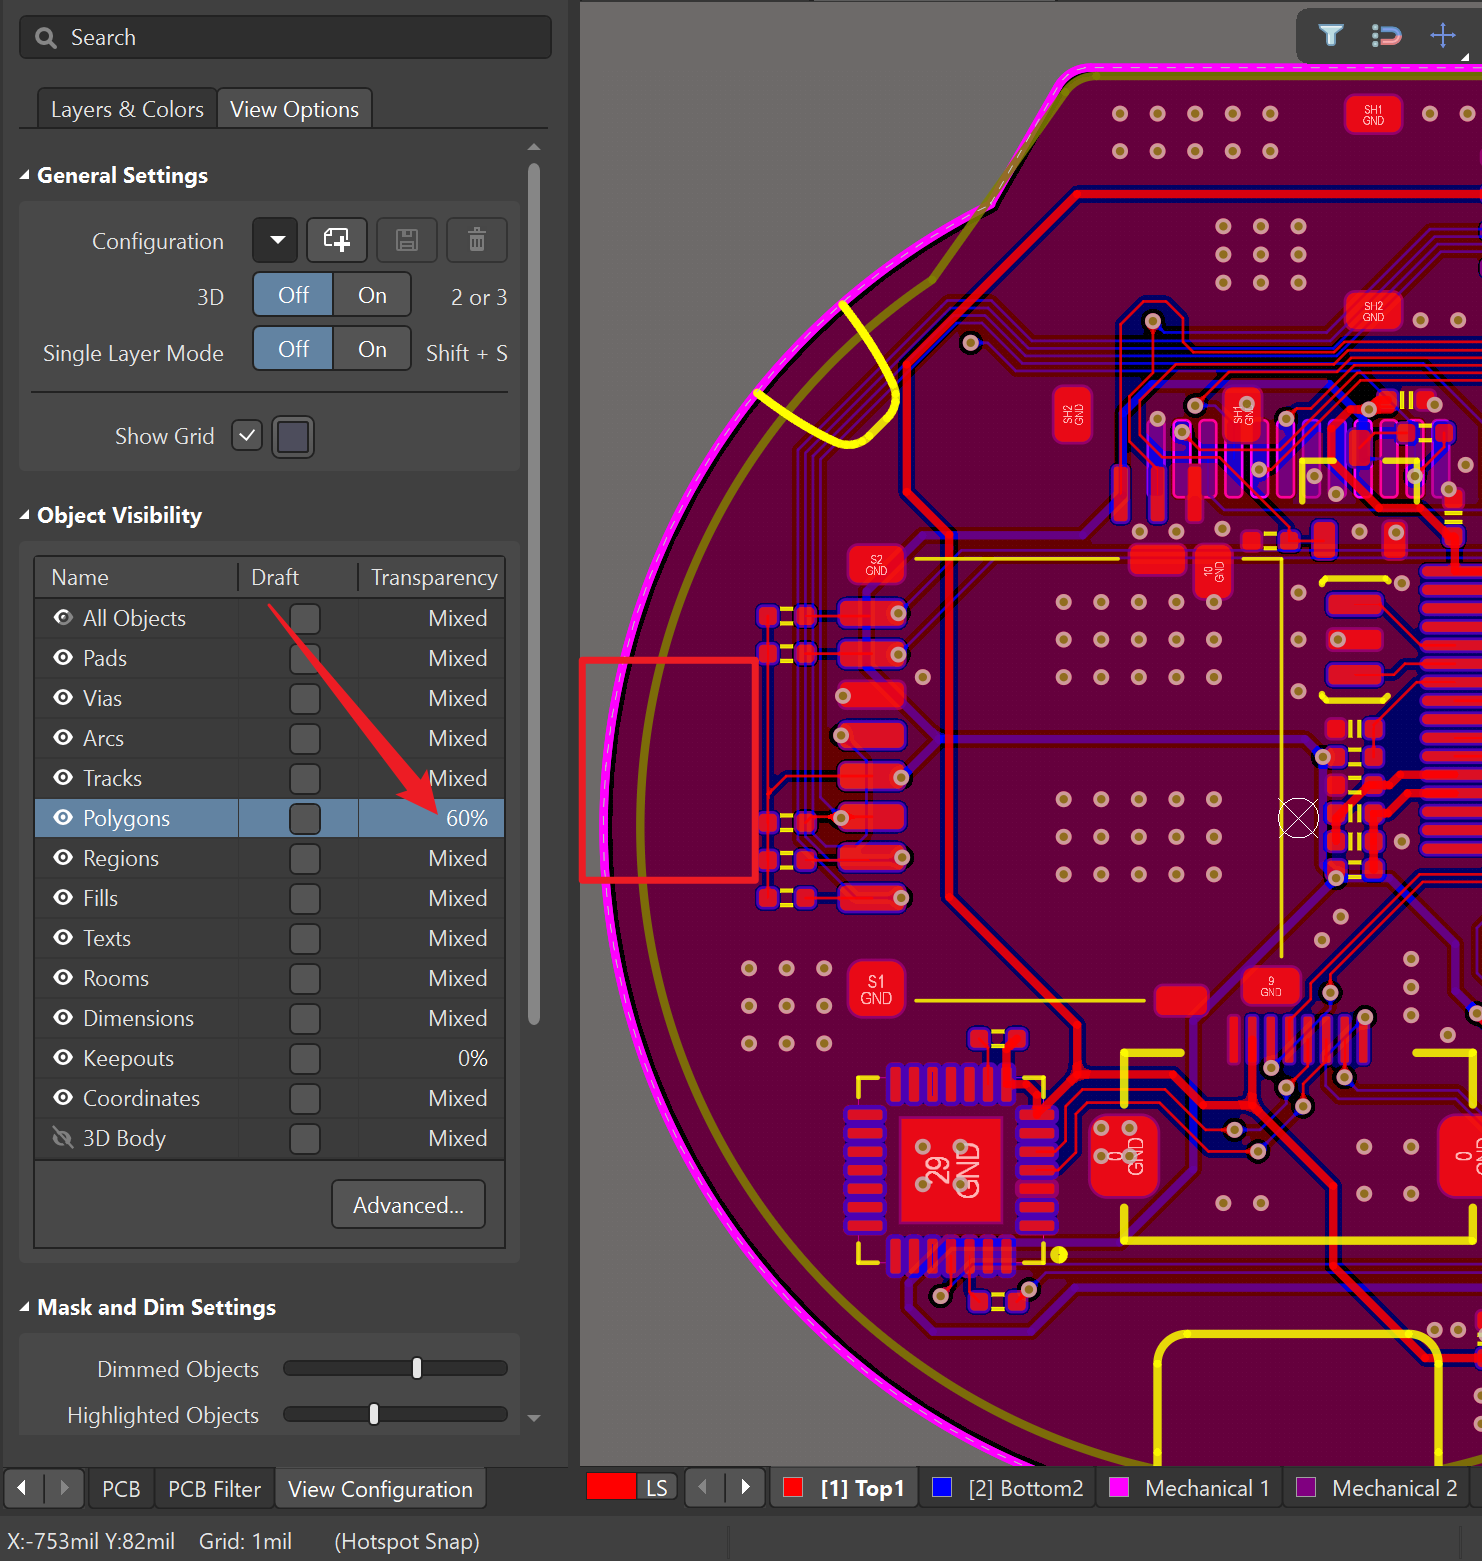 Search
Layers & Colors
View Options
General Settings
Configuration
3D
Off
On
2 or 3
Single Layer Mode
Off
On
Shift + S
Show Grid
Object Visibility
Name
Draft
Transparency
All Objects
Mixed
Pads
Mixed
Vias
Mixed
Arcs
Mixed
Tracks
Mixed
Polygons
60%
Regions
Mixed
Fills
Mixed
Texts
Mixed
Rooms
Mixed
Dimensions
Mixed
Keepouts
0%
Coordinates
Mixed
3D Body
Mixed
Advanced...
Mask and Dim Settings
Dimmed Objects
Highlighted Objects
PCB
PCB Filter
View Configuration
X:-753mil Y:82mil
Grid: 1mil
(Hotspot Snap)
SH1
GND
SH2
GND
SH2
GND
SH1
GND
S2
GND
10
GND
S1
GND
9
GND
29
GND
0
GND
0
LS
[1] Top1
[2] Bottom2
Mechanical 1
Mechanical 2